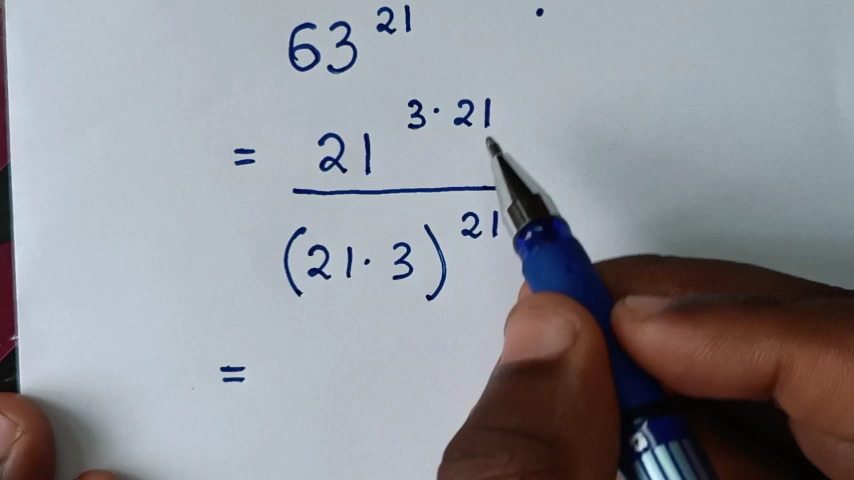 63^21
= 21^3·21
(21·3)^21
=